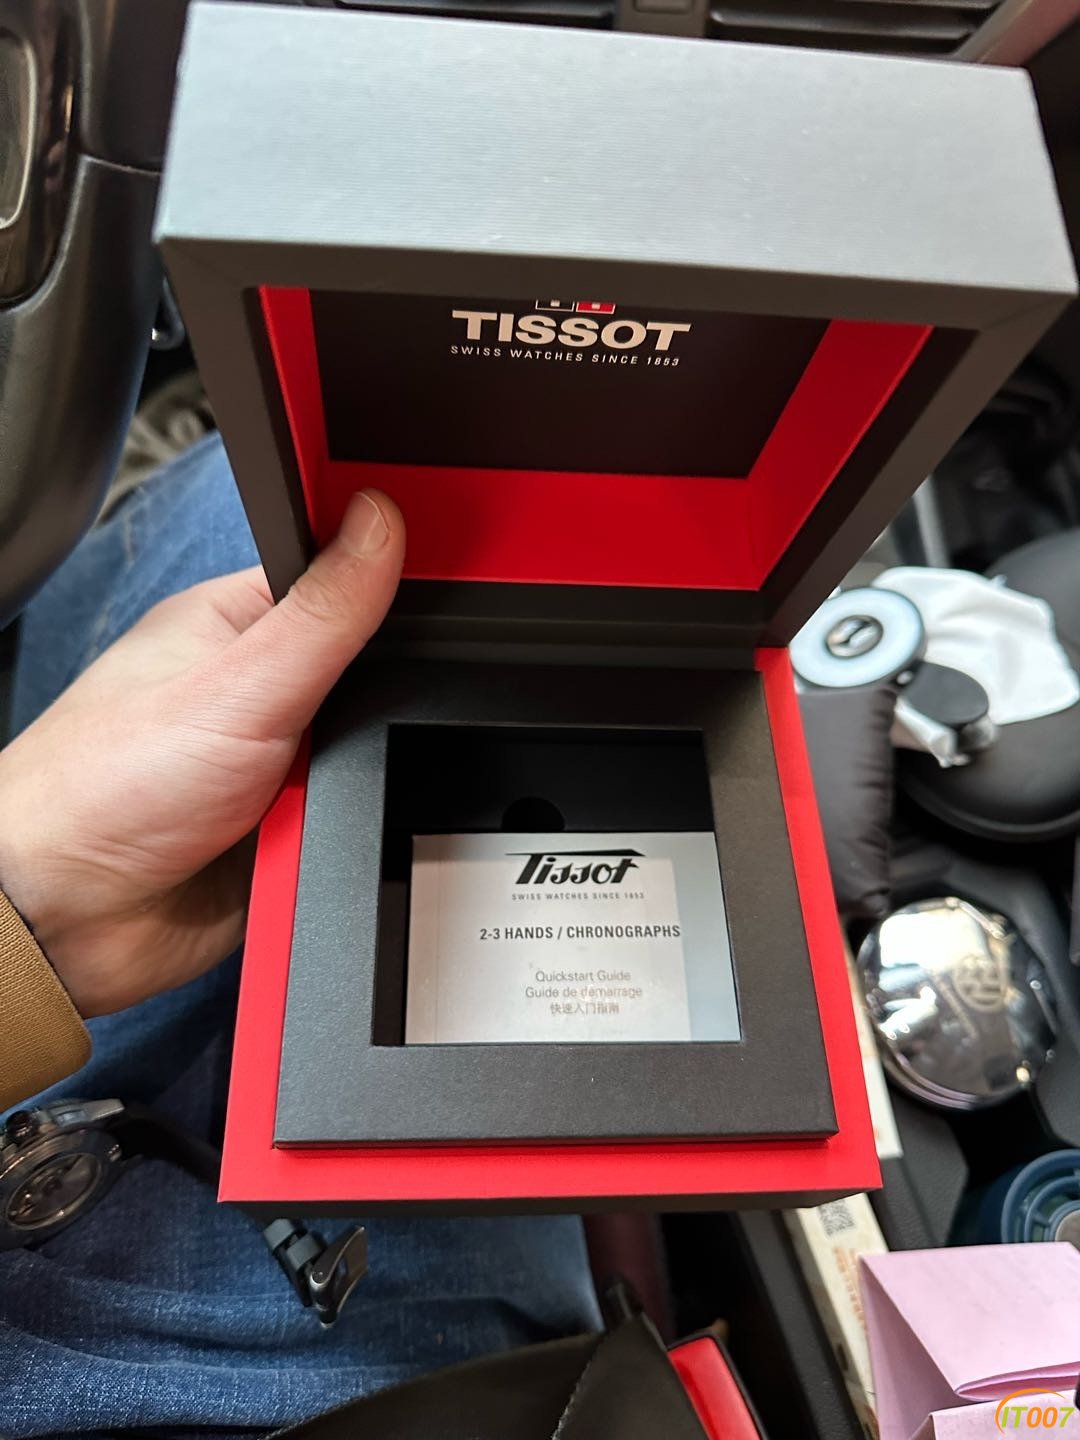 TISSOT
SWISS WATCHES SINCE 1853
Tissot
SWISS WATCHES SINCE 1853
2-3 HANDS / CHRONOGRAPHS
Quickstart Guide
Guide de démarrage
快速入门指南
IT007